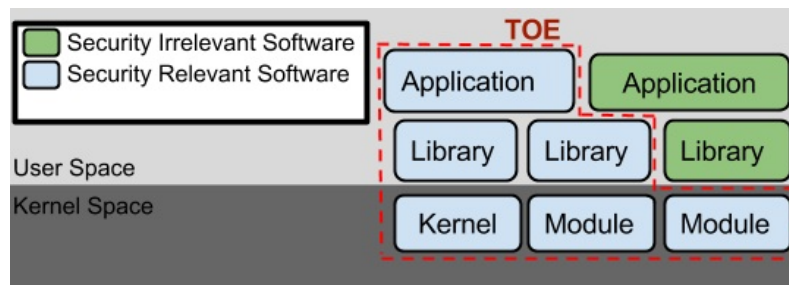 Security Irrelevant Software
Security Relevant Software
TOE
Application
Application
Library
Library
Library
User Space
Kernel Space
Kernel
Module
Module